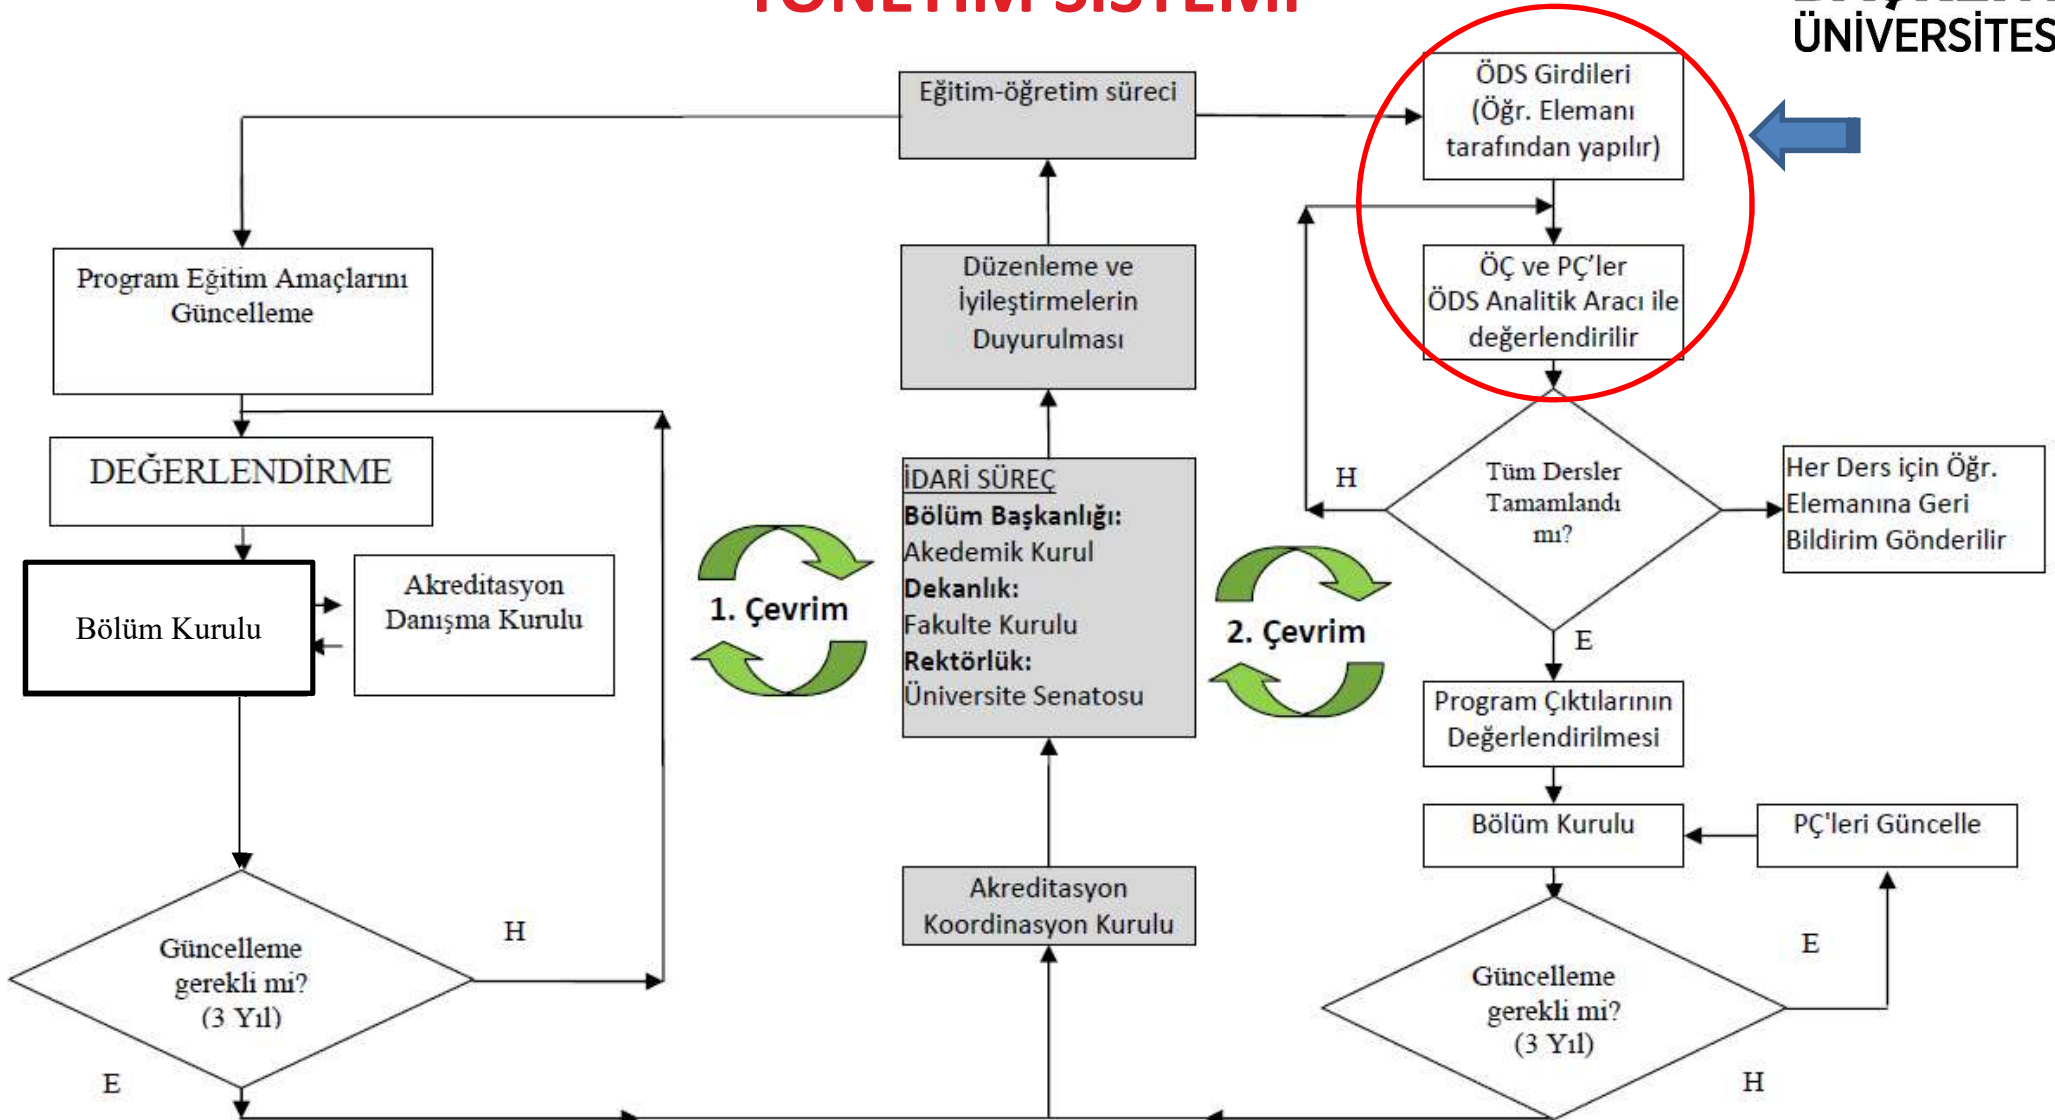 YÖNETİM SİSTEMİ
ÜNİVERSİTES
Eğitim-öğretim süreci
ÖDS Girdileri
(Öğr. Elemanı
tarafından yapılır)
Program Eğitim Amaçlarını
Güncelleme
Düzenleme ve
İyileştirmelerin
Duyurulması
ÖÇ ve PÇ’ler
ÖDS Analitik Aracı ile
değerlendirilir
DEĞERLENDİRME
İDARİ SÜREÇ
Bölüm Başkanlığı:
Akedemik Kurul
Dekanlık:
Fakulte Kurulu
Rektörlük:
Üniversite Senatosu
H
Tüm Dersler
Tamamlandı
mı?
Her Ders için Öğr.
Elemanına Geri
Bildirim Gönderilir
Bölüm Kurulu
Akreditasyon
Danışma Kurulu
1. Çevrim
2. Çevrim
E
Program Çıktılarının
Değerlendirilmesi
Bölüm Kurulu
PÇ'leri Güncelle
Akreditasyon
Koordinasyon Kurulu
Güncelleme
gerekli mi?
(3 Yıl)
H
E
Güncelleme
gerekli mi?
(3 Yıl)
E
H